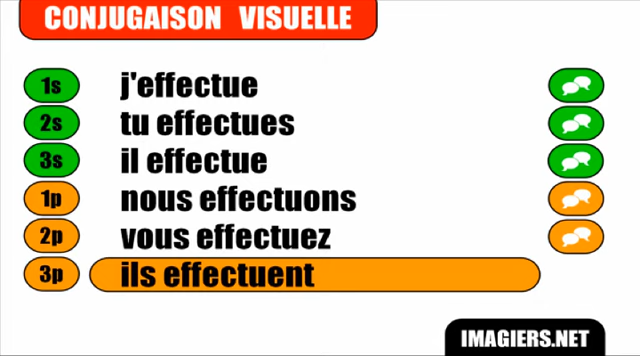 CONJUGAISON VISUELLE
1s j'effectue
2s tu effectues
3s il effectue
1p nous effectuons
2p vous effectuez
3p ils effectuent
IMAGIERS.NET